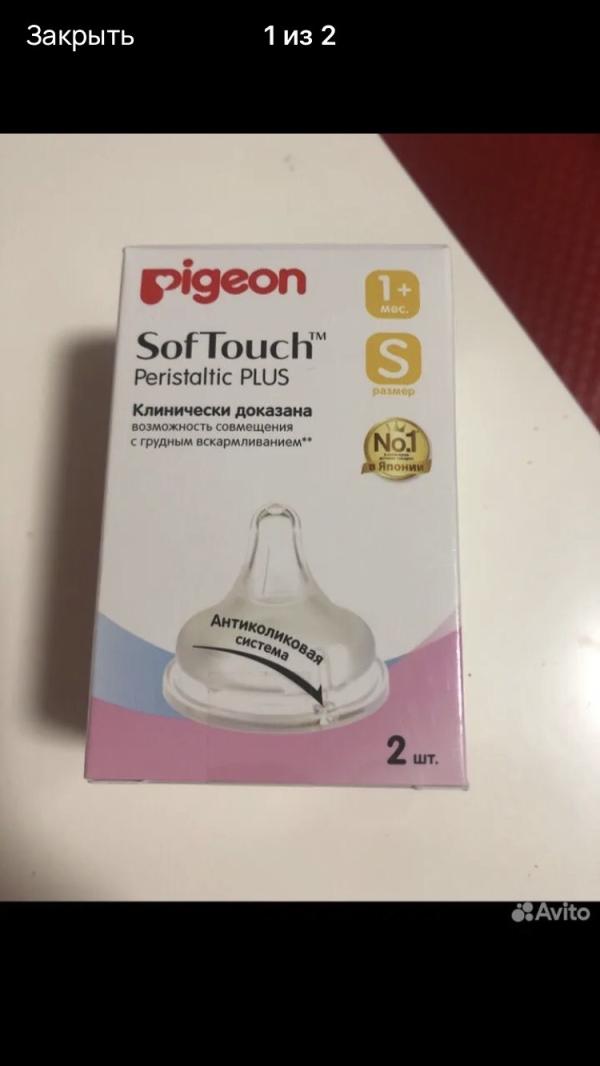 Закрыть
1 из 2
pigeon
1+
мес.
SofTouch™
Peristaltic PLUS
S
размер
Клинически доказана
возможность совмещения
с грудным вскармливанием**
No.1
в Японии
Антиколиковая
система
2 шт.
Avito